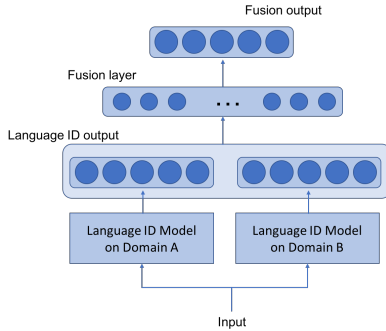 Fusion output
Fusion layer
...
Language ID output
Language ID Model
on Domain A
Language ID Model
on Domain B
Input